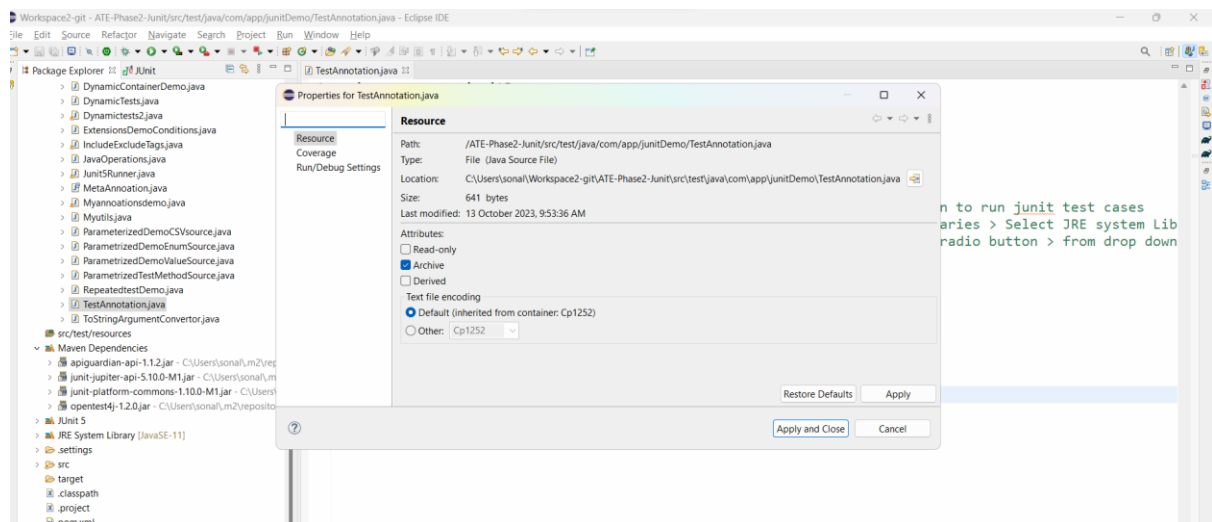 Workspace2-git - ATE-Phase2-Junit/src/test/java/com/app/junitDemo/TestAnnotation.java - Eclipse IDE
File Edit Source Refactor Navigate Search Project Run Window Help
Package Explorer
JUnit
TestAnnotation.java
DynamicContainerDemo.java
DynamicTests.java
Dynamictests2.java
ExtensionsDemoConditions.java
IncludeExcludeTags.java
JavaOperations.java
Junit5Runner.java
MetaAnnoation.java
Myannoationsdemo.java
Myutils.java
ParameterizedDemoCSVsource.java
ParametrizedDemoEnumSource.java
ParametrizedDemoValueSource.java
ParametrizedTestMethodSource.java
RepeatedtestDemo.java
TestAnnotation.java
ToStringArgumentConvertor.java
src/test/resources
Maven Dependencies
apiguardian-api-1.1.2.jar - C:\Users\sonal\.m2\rep
junit-jupiter-api-5.10.0-M1.jar - C:\Users\sonal\.m
junit-platform-commons-1.10.0-M1.jar - C:\Users\
opentest4j-1.2.0.jar - C:\Users\sonal\.m2\reposito
JUnit 5
JRE System Library [JavaSE-11]
.settings
src
target
.classpath
.project
pom.xml
Properties for TestAnnotation.java
Resource
Coverage
Run/Debug Settings
Resource
Path: /ATE-Phase2-Junit/src/test/java/com/app/junitDemo/TestAnnotation.java
Type: File (Java Source File)
Location: C:\Users\sonal\Workspace2-git\ATE-Phase2-Junit\src\test\java\com\app\junitDemo\TestAnnotation.java
Size: 641 bytes
Last modified: 13 October 2023, 9:53:36 AM
Attributes:
Read-only
Archive
Derived
Text file encoding
Default (inherited from container: Cp1252)
Other: Cp1252
Restore Defaults Apply
Apply and Close Cancel
n to run junit test cases
aries > Select JRE system Lib
radio button > from drop down